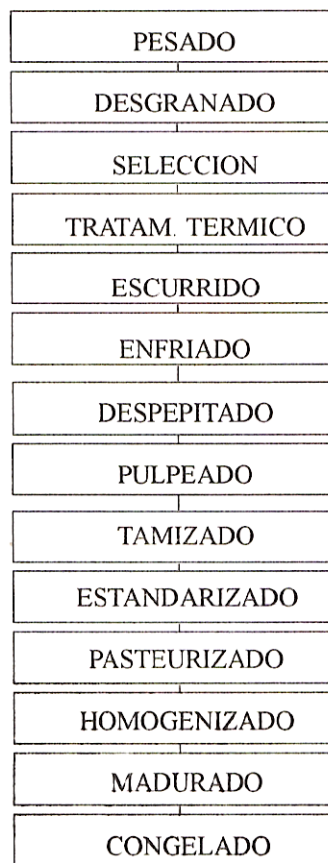 PESADO
DESGRANADO
SELECCION
TRATAM. TERMICO
ESCURRIDO
ENFRIADO
DESPEPITADO
PULPEADO
TAMIZADO
ESTANDARIZADO
PASTEURIZADO
HOMOGENIZADO
MADURADO
CONGELADO